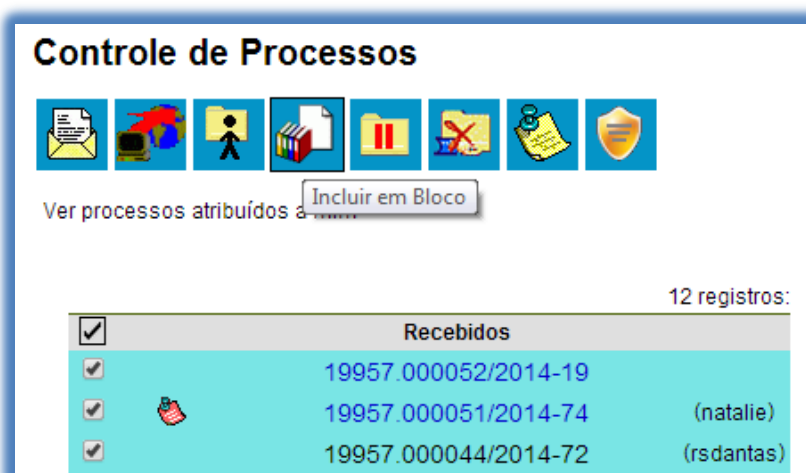 Controle de Processos
Incluir em Bloco
Ver processos atribuídos a
12 registros:
Recebidos
19957.000052/2014-19
19957.000051/2014-74 (natalie)
19957.000044/2014-72 (rsdantas)